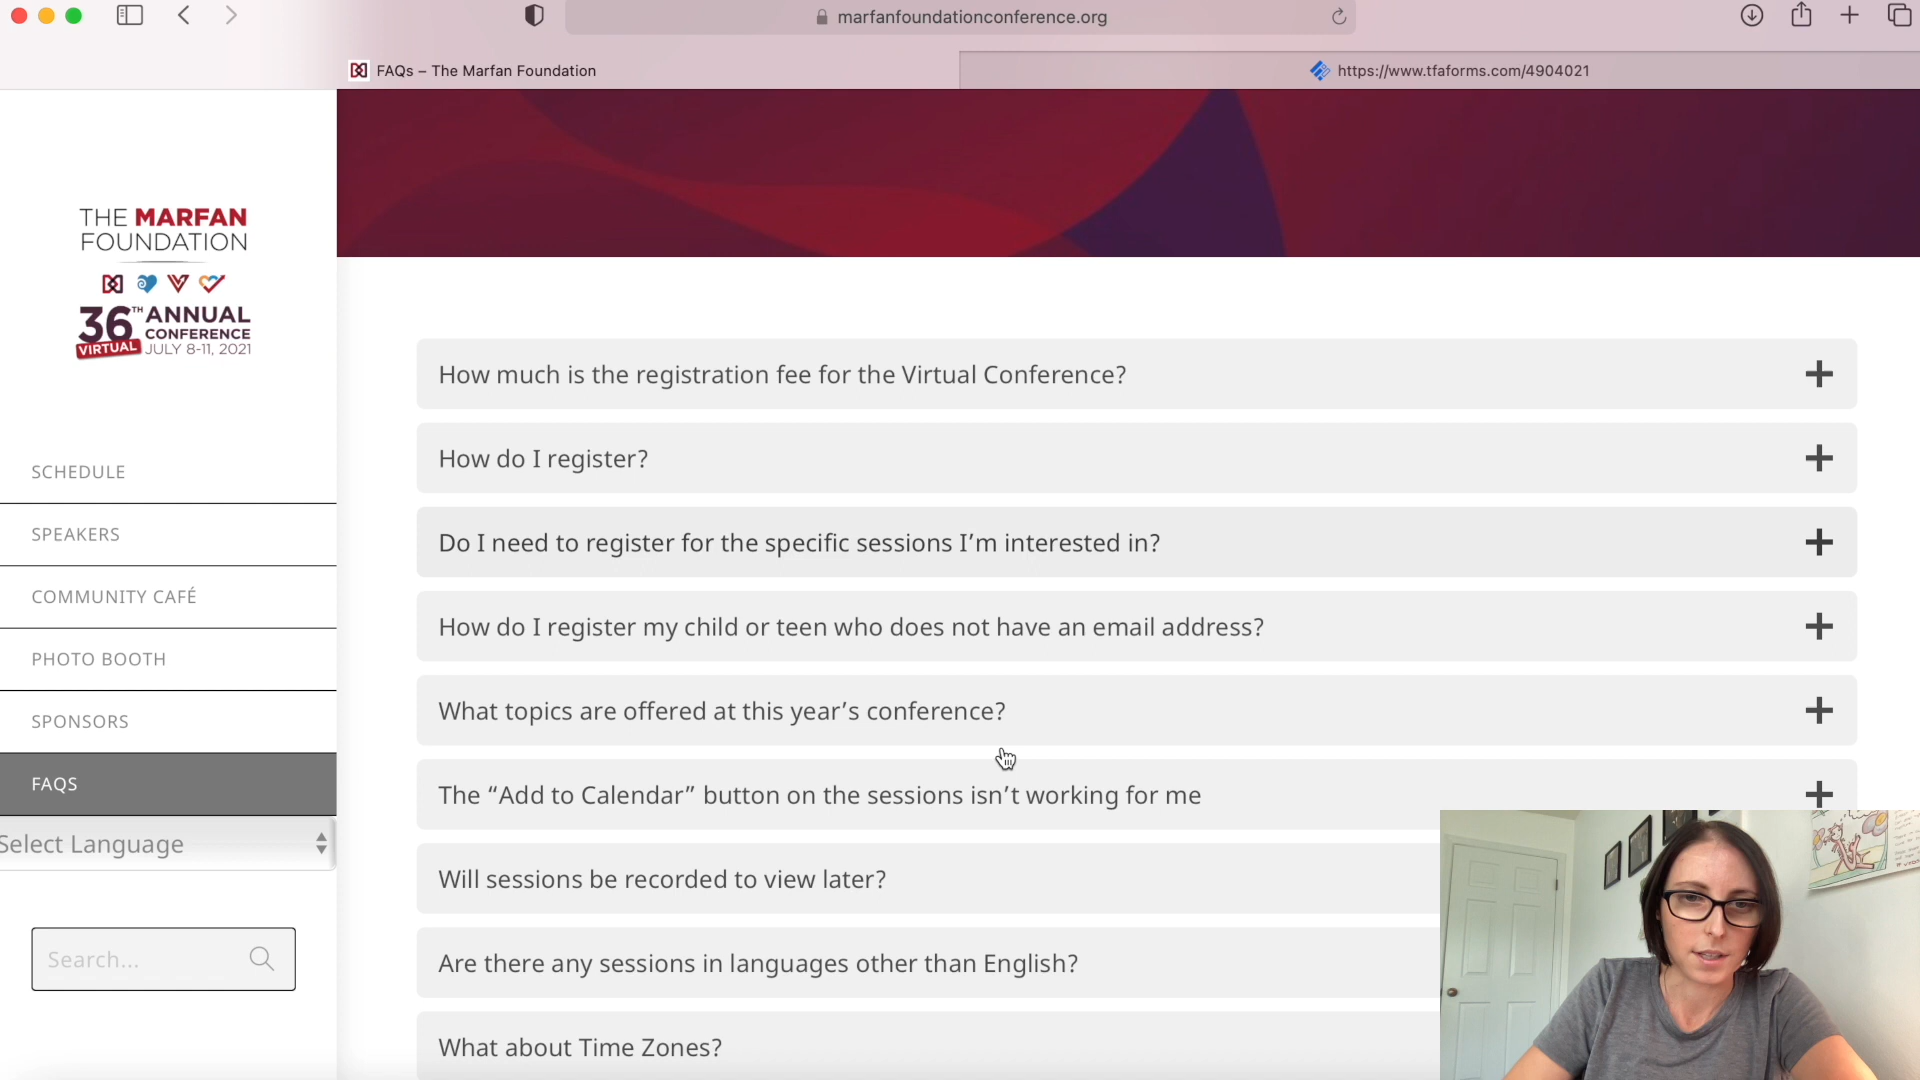 marfanfoundationconference.org
FAQs – The Marfan Foundation
https://www.tfaforms.com/4904021
THE MARFAN
FOUNDATION
36TH ANNUAL
CONFERENCE
VIRTUAL JULY 8-11, 2021
SCHEDULE
SPEAKERS
COMMUNITY CAFÉ
PHOTO BOOTH
SPONSORS
FAQS
Select Language
Search...
How much is the registration fee for the Virtual Conference?
How do I register?
Do I need to register for the specific sessions I’m interested in?
How do I register my child or teen who does not have an email address?
What topics are offered at this year’s conference?
The “Add to Calendar” button on the sessions isn’t working for me
Will sessions be recorded to view later?
Are there any sessions in languages other than English?
What about Time Zones?